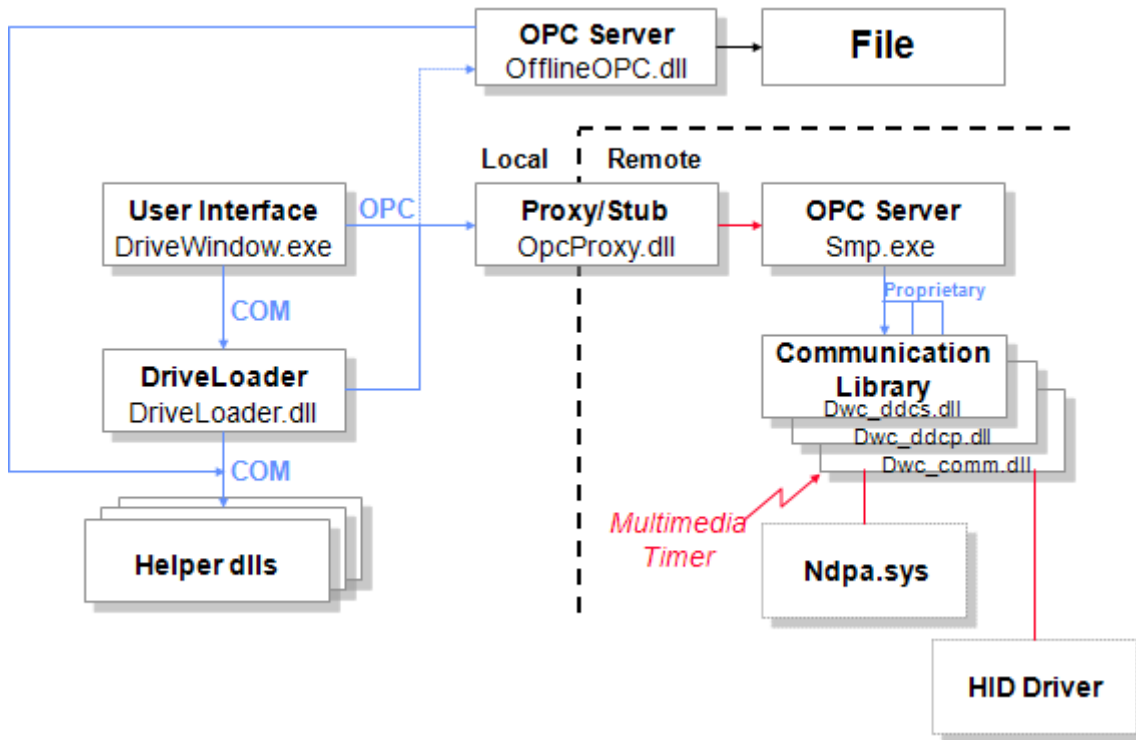 OPC Server
OfflineOPC.dll
File
Local
Remote
User Interface
DriveWindow.exe
OPC
Proxy/Stub
OpcProxy.dll
OPC Server
Smp.exe
COM
Proprietary
DriveLoader
DriveLoader.dll
Communication
Library
Dwc_ddcs.dll
Dwc_ddcp.dll
Dwc_comm.dll
COM
Helper dlls
Multimedia
Timer
Ndpa.sys
HID Driver